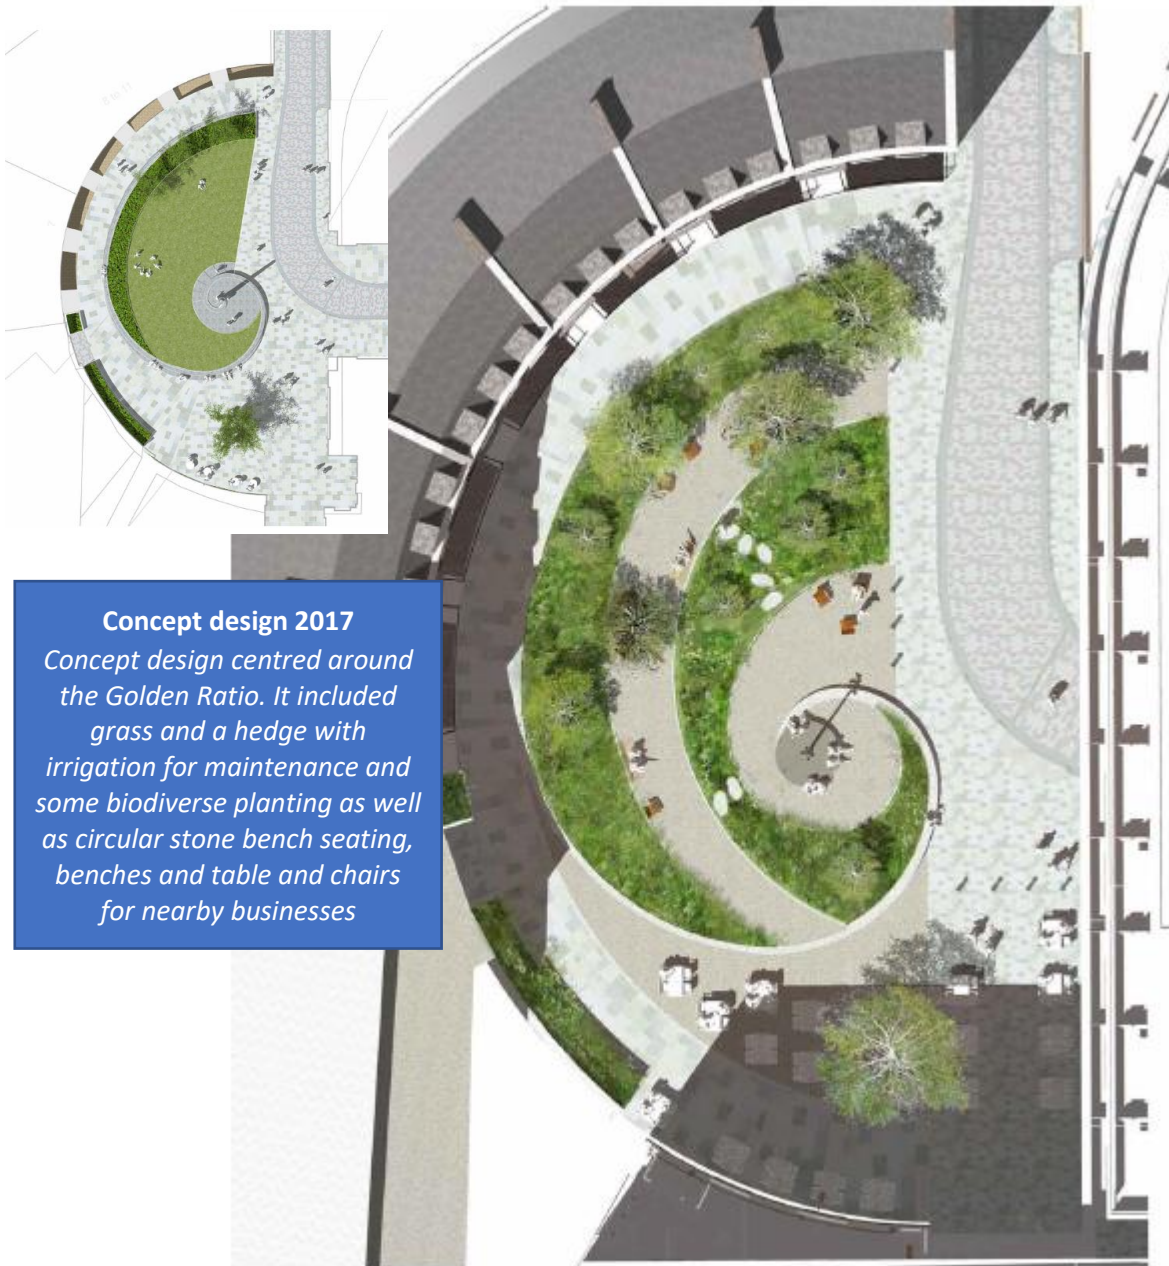 Concept design 2017
Concept design centred around
the Golden Ratio. It included
grass and a hedge with
irrigation for maintenance and
some biodiverse planting as well
as circular stone bench seating,
benches and table and chairs
for nearby businesses